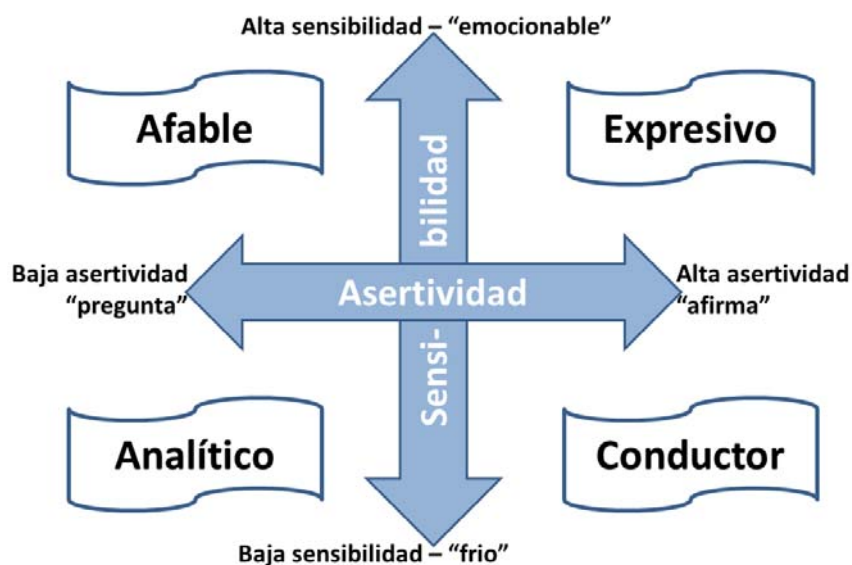 Alta sensibilidad – “emocionable”
Afable
Expresivo
Sensi-bilidad
Baja asertividad
“pregunta”
Asertividad
Alta asertividad
“afirma”
Analítico
Conductor
Baja sensibilidad – “frio”